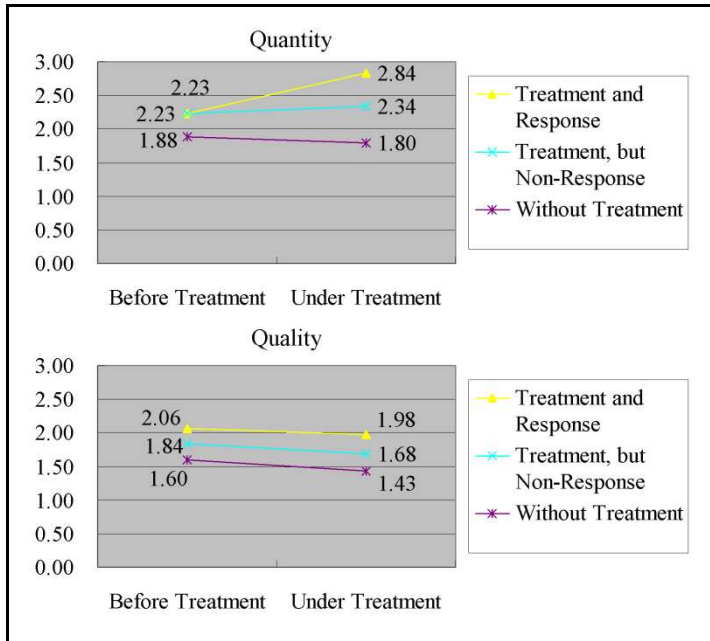 Quantity
3.00
2.50
2.00
1.50
1.00
0.50
0.00
2.23
2.23
1.88
2.84
2.34
1.80
Before Treatment
Under Treatment
Treatment and
Response
Treatment, but
Non-Response
Without Treatment
Quality
3.00
2.50
2.00
1.50
1.00
0.50
0.00
2.06
1.84
1.60
1.98
1.68
1.43
Before Treatment
Under Treatment
Treatment and
Response
Treatment, but
Non-Response
Without Treatment